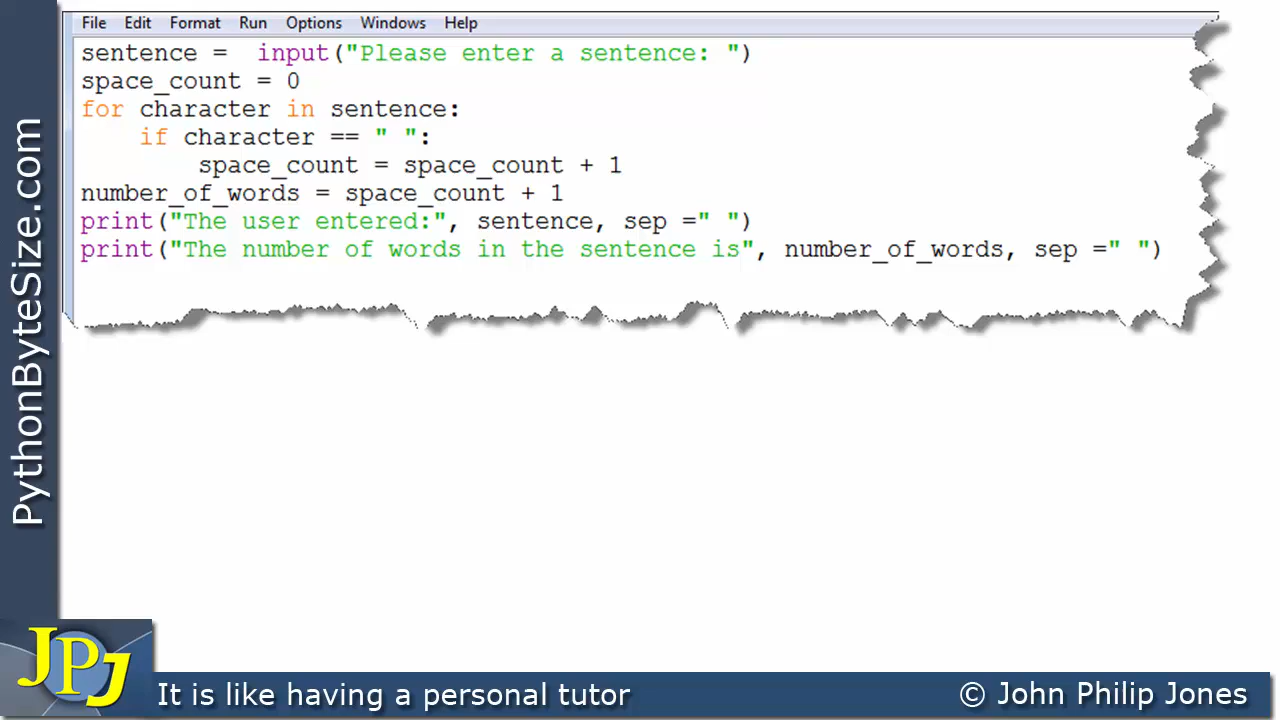 File Edit Format Run Options Windows Help
sentence =  input("Please enter a sentence: ")
space_count = 0
for character in sentence:
    if character == " ":
        space_count = space_count + 1
number_of_words = space_count + 1
print("The user entered:", sentence, sep =" ")
print("The number of words in the sentence is", number_of_words, sep =" ")
PythonByteSize.com
JPJ
It is like having a personal tutor
© John Philip Jones